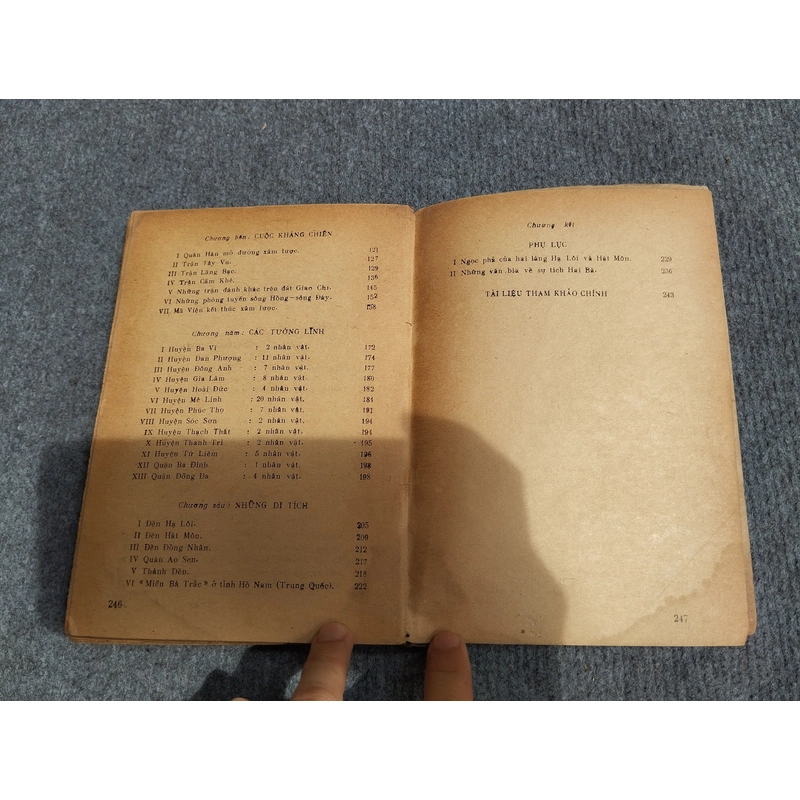 Chương bốn: CUỘC KHÁNG CHIẾN
I Quân Hán mở đường xâm lược. 121
II Trận Tây Vu. 127
III Trận Lãng Bạc. 129
IV Trận Cấm Khê. 136
V Những trận đánh khác trên đất Giao Chỉ. 145
VI Những phòng tuyến sông Hồng—sông Đáy. 152
VII Mã Viện kết thúc xâm lược. 158
Chương năm: CÁC TƯỚNG LĨNH
I Huyện Ba Vì : 2 nhân vật. 172
II Huyện Đan Phượng : 11 nhân vật. 174
III Huyện Đông Anh : 7 nhân vật. 177
IV Huyện Gia Lâm : 8 nhân vật. 180
V Huyện Hoài Đức : 4 nhân vật. 182
VI Huyện Mê Linh : 20 nhân vật. 184
VII Huyện Phúc Thọ : 7 nhân vật. 191
VIII Huyện Sóc Sơn : 2 nhân vật. 194
IX Huyện Thạch Thất : 2 nhân vật. 194
X Huyện Thanh Trì : 2 nhân vật. 195
XI Huyện Từ Liêm : 5 nhân vật. 196
XII Quận Ba Đình : 1 nhân vật. 198
XIII Quận Đống Đa : 4 nhân vật. 198
Chương sáu: NHỮNG DI TÍCH
I Đền Hạ Lôi. 205
II Đền Hát Môn. 209
III Đền Đồng Nhân. 212
IV Quán Ao Sen. 217
V Thành Dền. 218
VI «Miếu Bà Trắc» ở tỉnh Hồ Nam (Trung Quốc). 222
246
Chương kết
PHỤ LỤC
I Ngọc phả của hai làng Hạ Lôi và Hát Môn. 229
II Những văn bia về sự tích Hai Bà. 236
TÀI LIỆU THAM KHẢO CHÍNH 243
247